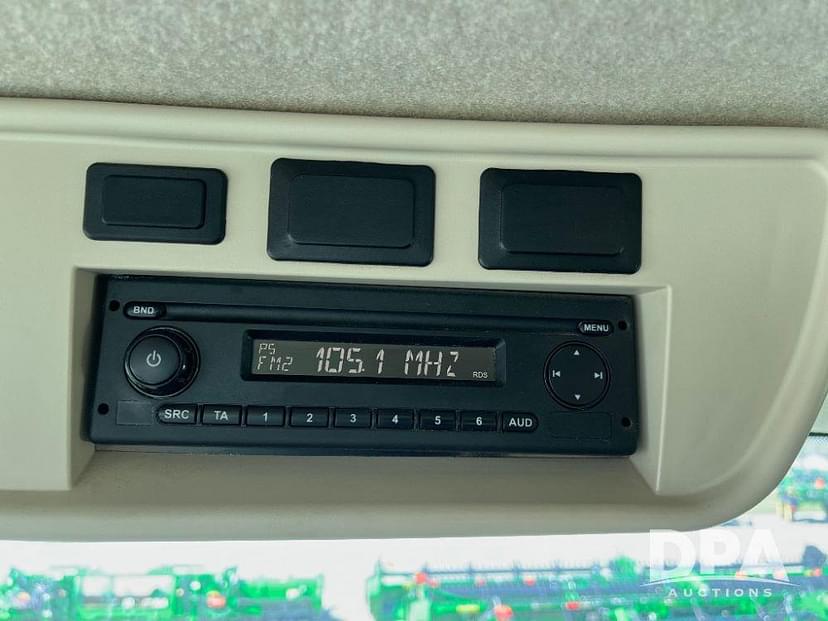 BND
MENU
PS
FM2 105.1 MHZ
RDS
SRC TA 1 2 3 4 5 6 AUD
DPA
AUCTIONS